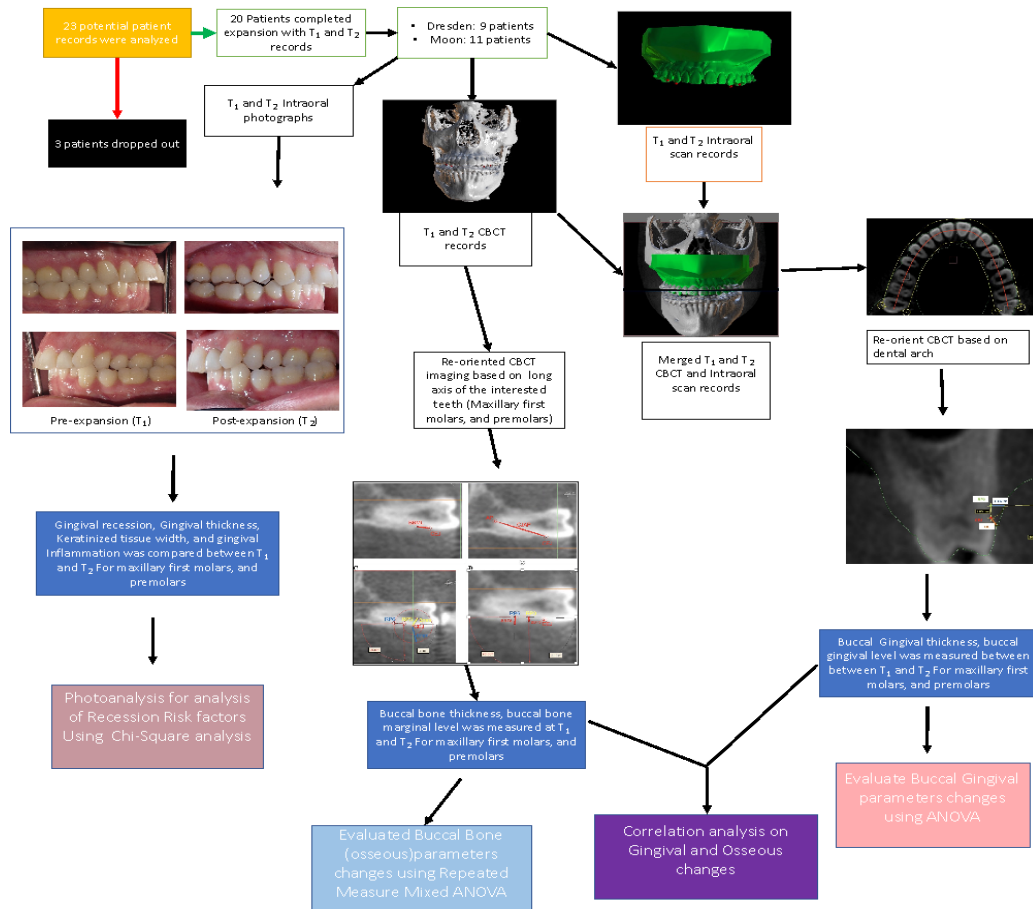 23 potential patient
records were analyzed
20 Patients completed
expansion with T1 and T2
records
▪ Dresden: 9 patients
▪ Moon: 11 patients
3 patients dropped out
T1 and T2 Intraoral
photographs
T1 and T2 Intraoral
scan records
T1 and T2 CBCT
records
Merged T1 and T2
CBCT and Intraoral
scan records
Re-orient CBCT based on
dental arch
Pre-expansion (T1)
Post-expansion (T2)
Re-oriented CBCT
imaging based on long
axis of the interested
teeth (Maxillary first
molars, and premolars)
Gingival recession, Gingival thickness,
Keratinized tissue width, and gingival
Inflammation was compared between T1
and T2 For maxillary first molars, and
premolars
Buccal Gingival thickness, buccal
gingival level was measured between
between T1 and T2 For maxillary first
molars, and premolars
Photoanalysis for analysis
of Recession Risk factors
Using Chi-Square analysis
Buccal bone thickness, buccal bone
marginal level was measured at T1
and T2 For maxillary first molars, and
premolars
Evaluate Buccal Gingival
parameters changes
using ANOVA
Evaluated Buccal Bone
(osseous)parameters
changes using Repeated
Measure Mixed ANOVA
Correlation analysis on
Gingival and Osseous
changes